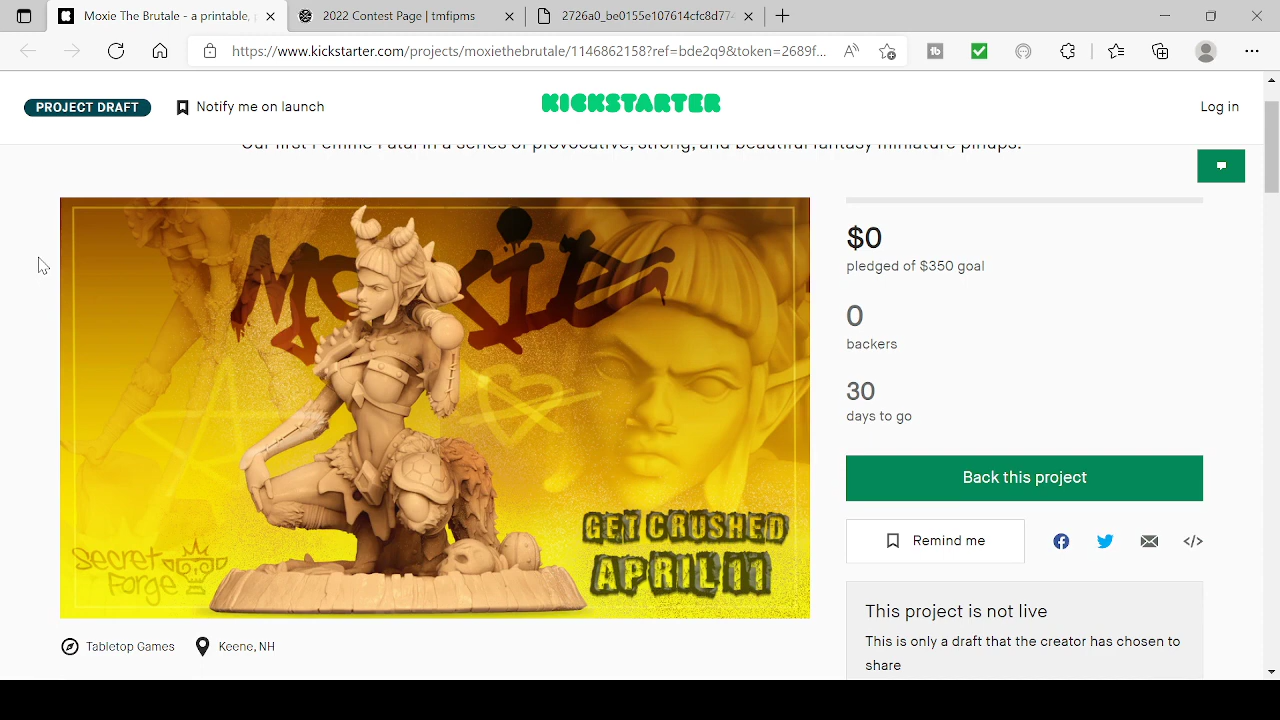 Moxie The Brutale - a printable,
2022 Contest Page | tmfipms
2726a0_be0155e107614cfc8d774
https://www.kickstarter.com/projects/moxiethebrutale/1146862158?ref=bde2q9&token=2689f...
PROJECT DRAFT
Notify me on launch
KICKSTARTER
Log in
Our first Femme Fatal in a series of provocative, strong, and beautiful fantasy miniature pinups.
MOXIE
GET CRUSHED
APRIL 11
Secret
Forge
$0
pledged of $350 goal
0
backers
30
days to go
Back this project
Remind me
</>
This project is not live
This is only a draft that the creator has chosen to
share
Tabletop Games
Keene, NH